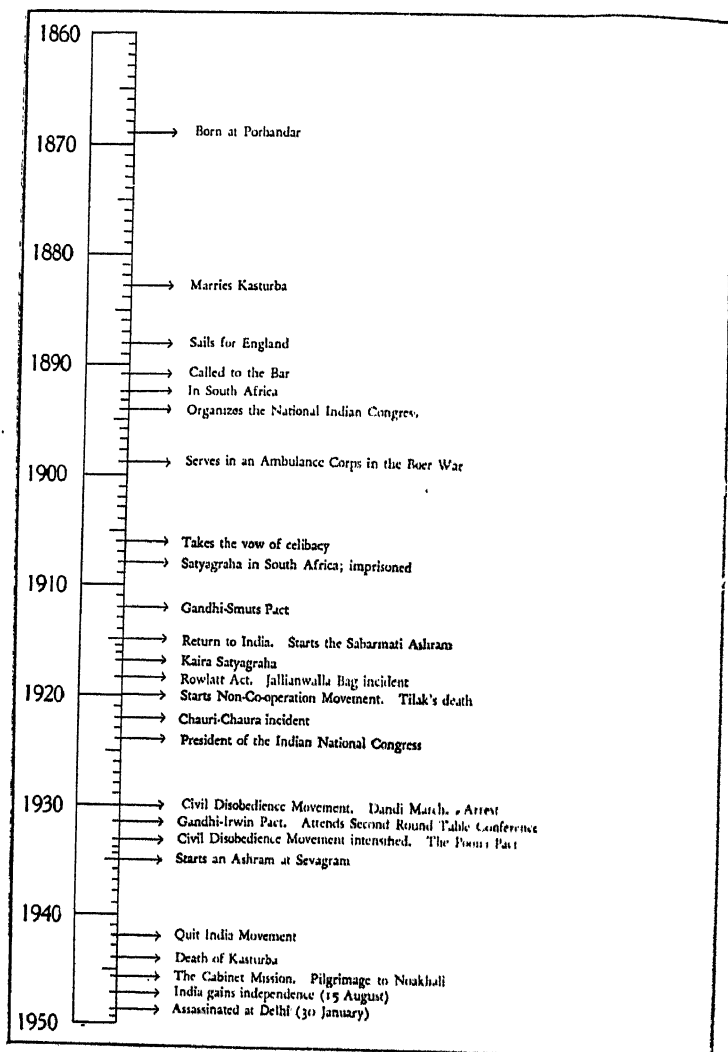 1860
Born at Porbandar
1870
1880
Marries Kasturba
Sails for England
1890
Called to the Bar
In South Africa
Organizes the National Indian Congress
Serves in an Ambulance Corps in the Boer War
1900
Takes the vow of celibacy
Satyagraha in South Africa; imprisoned
1910
Gandhi-Smuts Pact
Return to India. Starts the Sabarmati Ashram
Kaira Satyagraha
Rowlatt Act. Jallianwalla Bag incident
1920
Starts Non-Co-operation Movement. Tilak's death
Chauri-Chaura incident
President of the Indian National Congress
1930
Civil Disobedience Movement. Dandi March. Arrest
Gandhi-Irwin Pact. Attends Second Round Table Conference
Civil Disobedience Movement intensified. The Poona Pact
Starts an Ashram at Sevagram
1940
Quit India Movement
Death of Kasturba
The Cabinet Mission. Pilgrimage to Noakhali
India gains independence (15 August)
Assassinated at Delhi (30 January)
1950